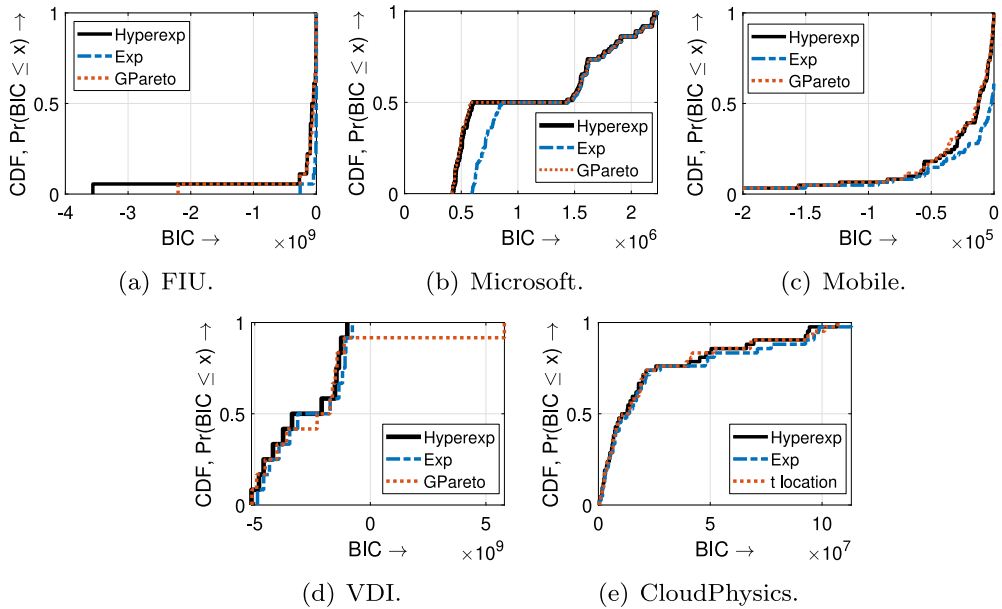 CDF, Pr(BIC ≤ x) →
1
0.5
0
Hyperexp
Exp
GPareto
-4 -3 -2 -1 0
BIC → ×10^9
(a) FIU.
CDF, Pr(BIC ≤ x) →
1
0.5
0
Hyperexp
Exp
GPareto
0 0.5 1 1.5 2
BIC → ×10^6
(b) Microsoft.
CDF, Pr(BIC ≤ x) →
1
0.5
0
Hyperexp
Exp
GPareto
-2 -1.5 -1 -0.5 0
BIC → ×10^5
(c) Mobile.
CDF, Pr(BIC ≤ x) →
1
0.5
0
Hyperexp
Exp
GPareto
-5 0 5
BIC → ×10^9
(d) VDI.
CDF, Pr(BIC ≤ x) →
1
0.5
0
Hyperexp
Exp
t location
0 5 10
BIC → ×10^7
(e) CloudPhysics.